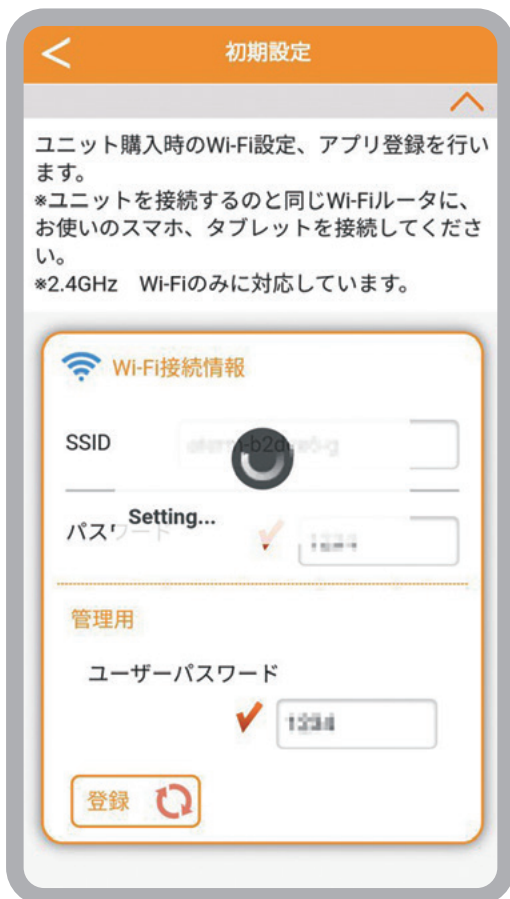 初期設定
ユニット購入時のWi-Fi設定、アプリ登録を行い
ます。
※ユニットを接続するのと同じWi-Fiルータに、
お使いのスマホ、タブレットを接続してくださ
い。
※2.4GHz　Wi-Fiのみに対応しています。
Wi-Fi接続情報
SSID
Setting...
パスワード
管理用
ユーザーパスワード
1234
登録